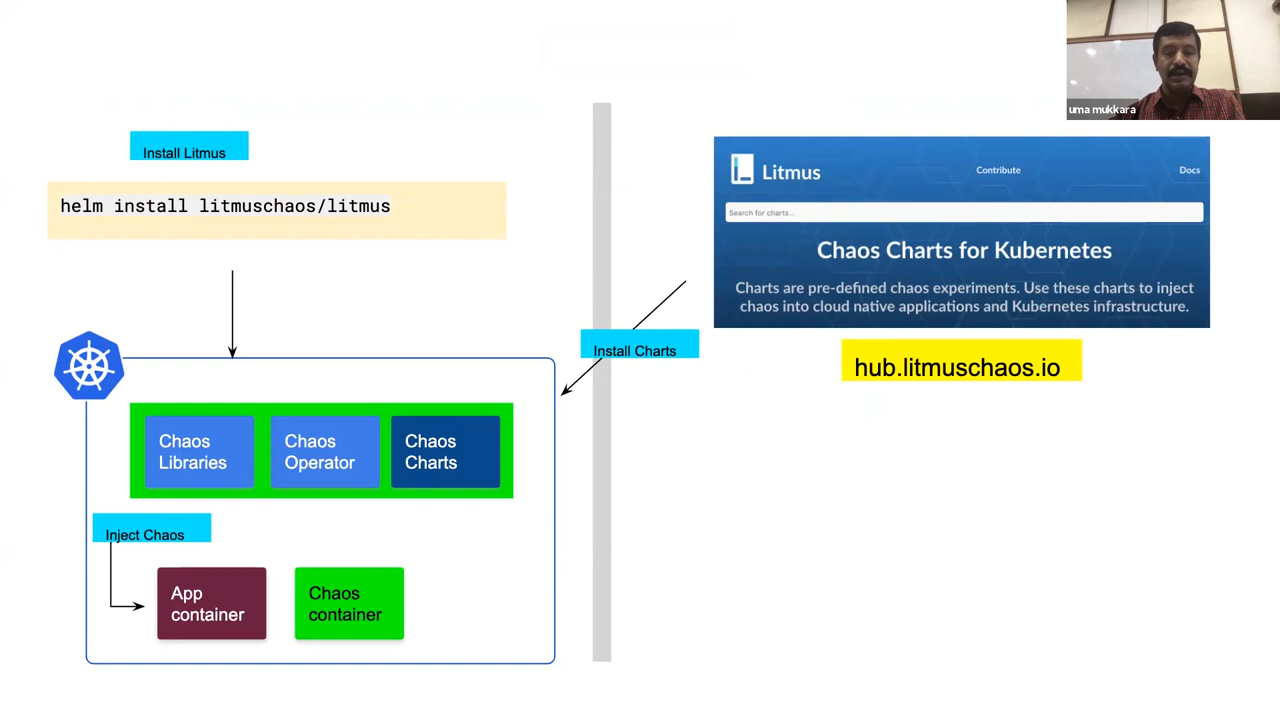 uma mukkara
Install Litmus
helm install litmuschaos/litmus
Litmus
Contribute
Docs
Search for charts...
Chaos Charts for Kubernetes
Charts are pre-defined chaos experiments. Use these charts to inject
chaos into cloud native applications and Kubernetes infrastructure.
Install Charts
hub.litmuschaos.io
Chaos
Libraries
Chaos
Operator
Chaos
Charts
Inject Chaos
App
container
Chaos
container